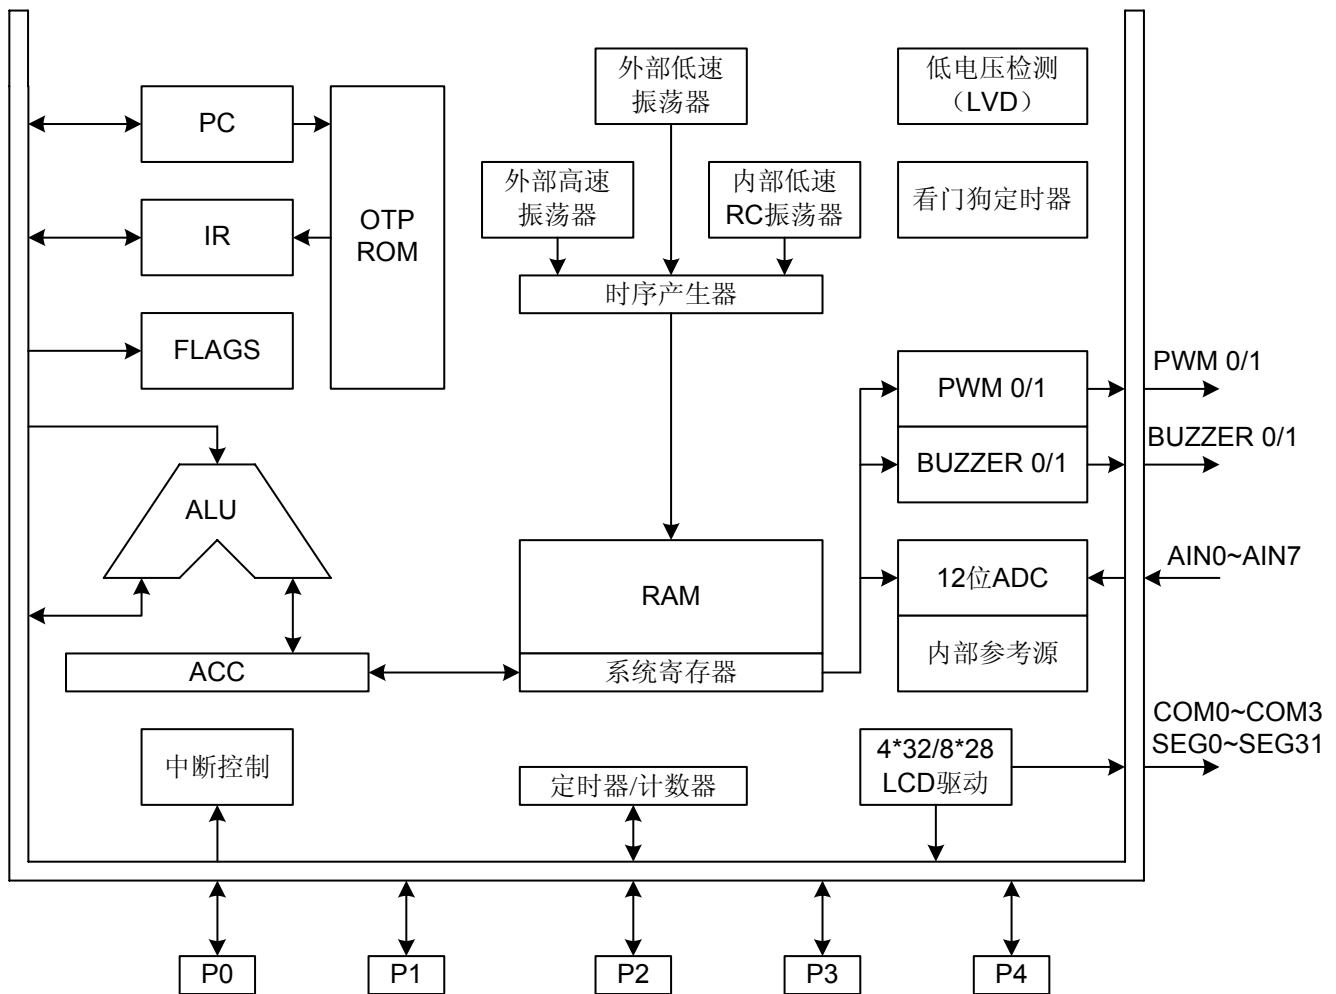 外部低速
振荡器
低电压检测
（LVD）
PC
OTP
ROM
外部高速
振荡器
内部低速
RC振荡器
看门狗定时器
IR
时序产生器
FLAGS
PWM 0/1
PWM 0/1
BUZZER 0/1
BUZZER 0/1
ALU
12位ADC
AIN0~AIN7
RAM
内部参考源
ACC
系统寄存器
COM0~COM3
SEG0~SEG31
中断控制
定时器/计数器
4*32/8*28
LCD驱动
P0
P1
P2
P3
P4